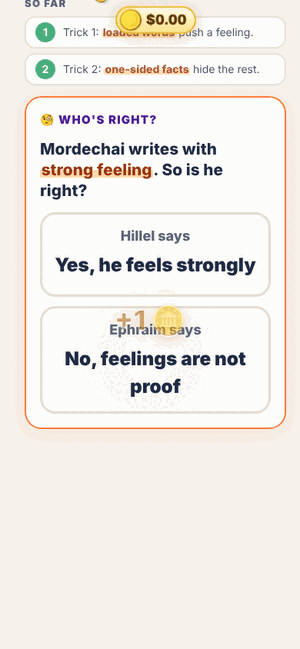 SO FAR
$0.00
1 Trick 1: loaded words push a feeling.
2 Trick 2: one-sided facts hide the rest.
WHO'S RIGHT?
Mordechai writes with
strong feeling. So is he
right?
Hillel says
Yes, he feels strongly
+1
Ephraim says
No, feelings are not
proof